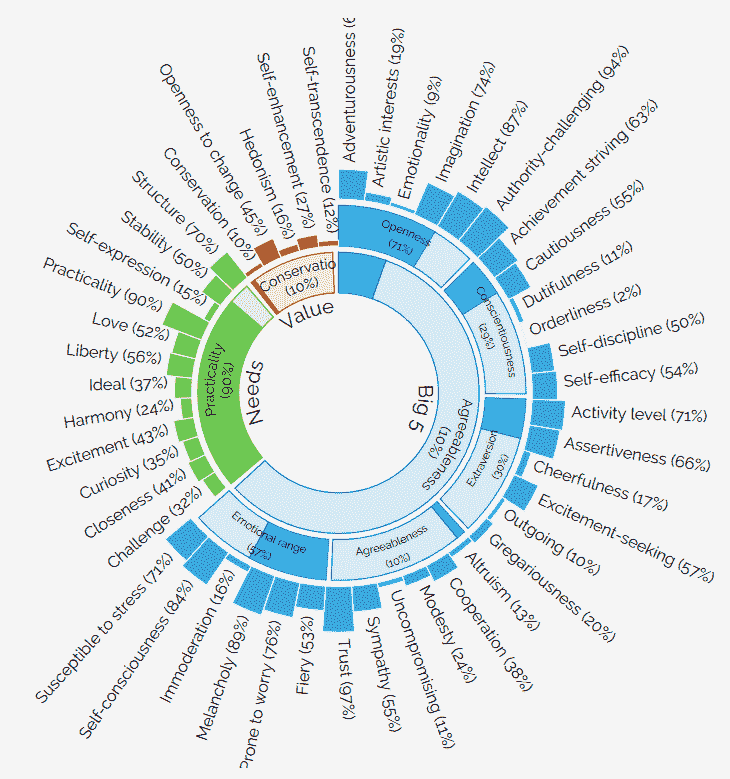 Adventurousness (
Artistic interests (19%)
Emotionality (9%)
Imagination (74%)
Intellect (87%)
Authority-challenging (94%)
Achievement striving (63%)
Cautiousness (55%)
Dutifulness (11%)
Orderliness (2%)
Self-discipline (50%)
Self-efficacy (54%)
Activity level (71%)
Assertiveness (66%)
Cheerfulness (17%)
Excitement-seeking (57%)
Outgoing (10%)
Gregariousness (20%)
Altruism (13%)
Cooperation (38%)
Modesty (24%)
Uncompromising (11%)
Sympathy (55%)
Trust (97%)
Fiery (53%)
Prone to worry (76%)
Melancholy (89%)
Immoderation (16%)
Self-consciousness (84%)
Susceptible to stress (71%)
Challenge (32%)
Closeness (41%)
Curiosity (35%)
Excitement (43%)
Harmony (24%)
Ideal (37%)
Liberty (56%)
Love (52%)
Practicality (90%)
Self-expression (15%)
Stability (50%)
Structure (70%)
Conservation (10%)
Openness to change (45%)
Hedonism (16%)
Self-enhancement (27%)
Self-transcendence (12%)
Openness
(71%)
Conscientiousness
(29%)
Extraversion
(30%)
Agreeableness
(10%)
Emotional range
(57%)
Practicality
(90%)
Conservatio
(10%)
Agreeableness
(10%)
Big 5
Needs
Value